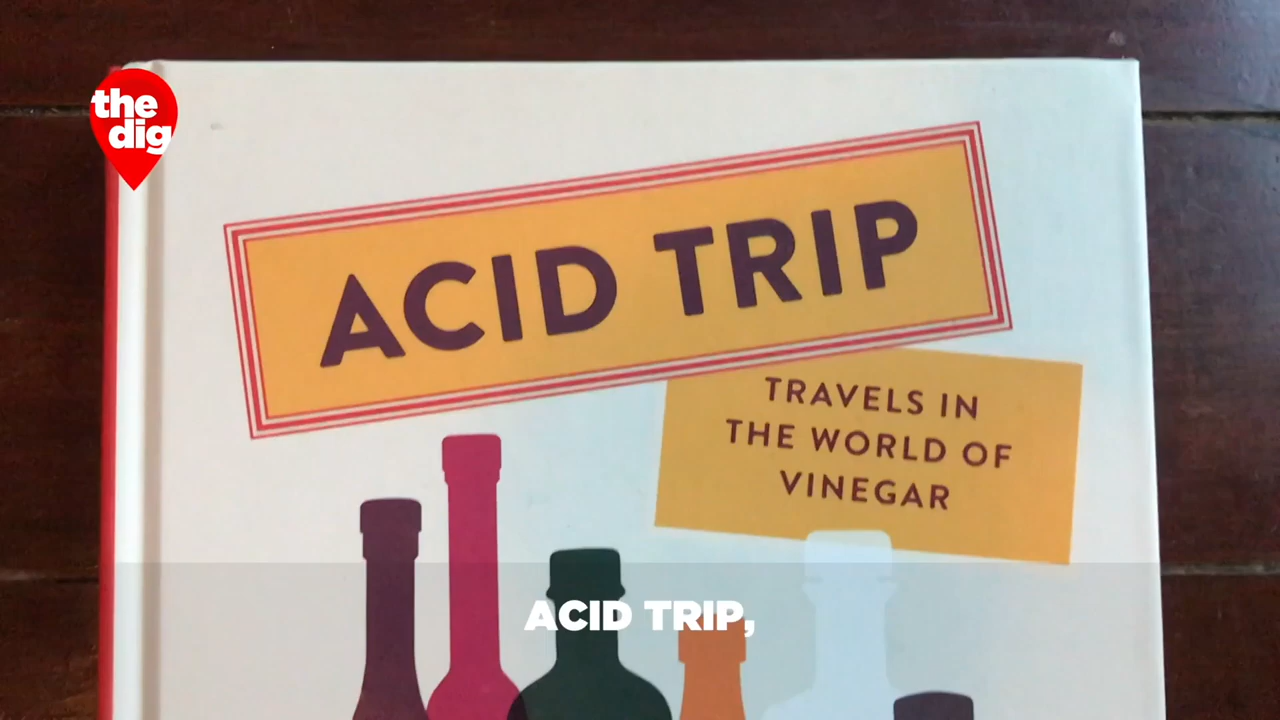 the
dig
ACID TRIP
TRAVELS IN
THE WORLD OF
VINEGAR
ACID TRIP,